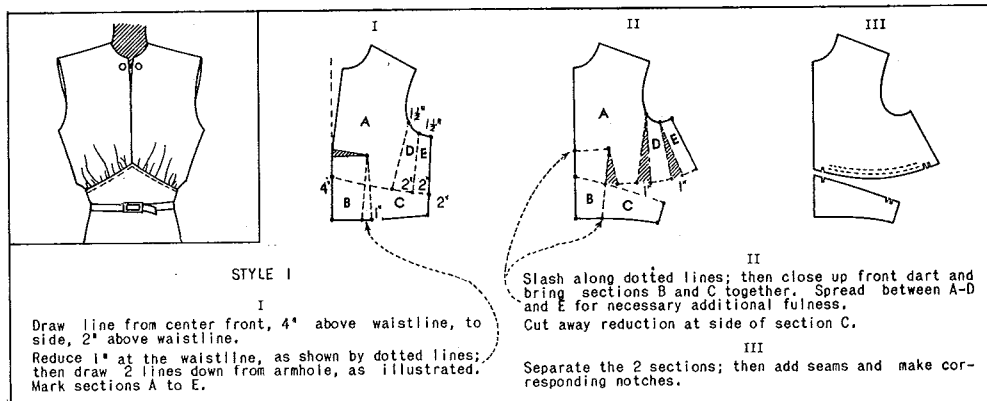 I
II
III
A
1½"
1½"
D
E
4"
2"
2"
B
1"
C
2"
A
D
E
1"
B
C
STYLE I
I
Draw line from center front, 4" above waistline, to
side, 2" above waistline.
Reduce 1" at the waistline, as shown by dotted lines;
then draw 2 lines down from armhole, as illustrated.
Mark sections A to E.
II
Slash along dotted lines; then close up front dart and
bring sections B and C together. Spread between A-D
and E for necessary additional fulness.
Cut away reduction at side of section C.
III
Separate the 2 sections; then add seams and make cor-
responding notches.